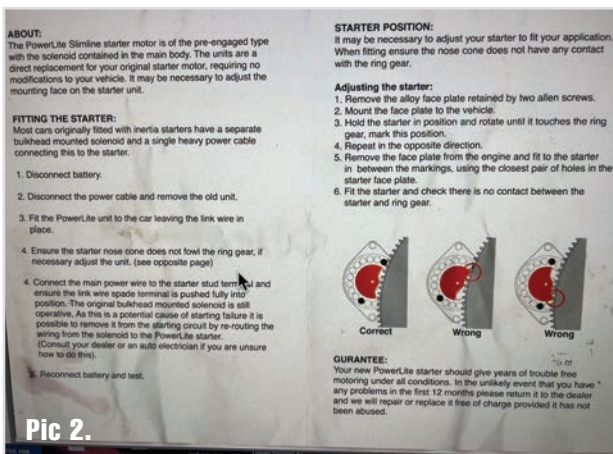 ABOUT:
The PowerLite Slimline starter motor is of the pre-engaged type
with the solenoid contained in the main body. The units are a
direct replacement for your original starter motor, requiring no
modifications to your vehicle. It may be necessary to adjust the
mounting face on the starter unit.
FITTING THE STARTER:
Most cars originally fitted with inertia starters have a separate
bulkhead mounted solenoid and a single heavy power cable
connecting this to the starter.
1. Disconnect battery.
2. Disconnect the power cable and remove the old unit.
3. Fit the PowerLite unit to the car leaving the link wire in
place.
4. Ensure the starter nose cone does not fowl the ring gear, if
necessary adjust the unit. (see opposite page)
4. Connect the main power wire to the starter stud terminal and
ensure the link wire spade terminal is pushed fully into
position. The original bulkhead mounted solenoid is still
operative, As this is a potential cause of starting failure it is
possible to remove it from the starting circuit by re-routing the
wiring from the solenoid to the PowerLite starter.
(Consult your dealer or an auto electrician if you are unsure
how to do this).
5. Reconnect battery and test.
STARTER POSITION:
It may be necessary to adjust your starter to fit your application.
When fitting ensure the nose cone does not have any contact
with the ring gear.
Adjusting the starter:
1. Remove the alloy face plate retained by two allen screws.
2. Mount the face plate to the vehicle.
3. Hold the starter in position and rotate until it touches the ring
gear, mark this position.
4. Repeat in the opposite direction.
5. Remove the face plate from the engine and fit to the starter
in between the markings, using the closest pair of holes in the
starter face plate.
6. Fit the starter and check there is no contact between the
starter and ring gear.
Correct
Wrong
Wrong
GURANTEE:
Your new PowerLite starter should give years of trouble free
motoring under all conditions. In the unlikely event that you have
any problems in the first 12 months please return it to the dealer
and we will repair or replace it free of charge provided it has not
been abused.
Pic 2.